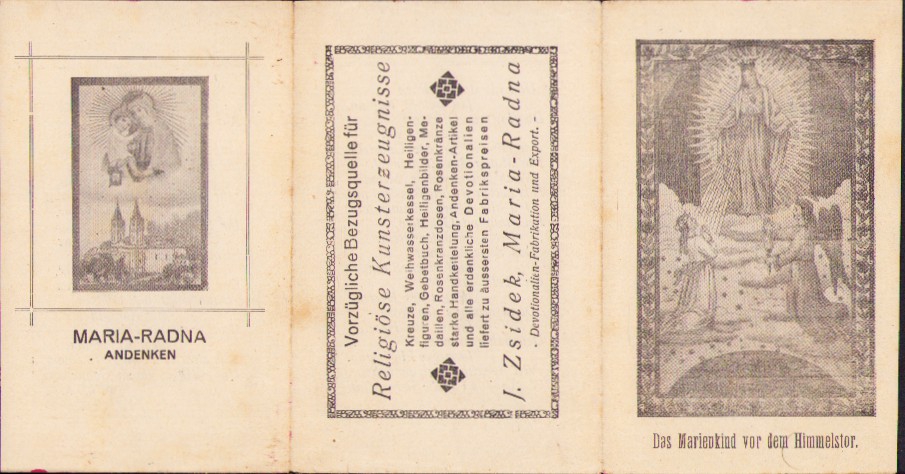 MARIA-RADNA
ANDENKEN
Vorzügliche Bezugsquelle für
Religiöse Kunsterzeugnisse
Kreuze, Weihwasserkessel, Heiligen-
figuren, Gebetbuch, Heiligenbilder, Me-
daillen, Rosenkranzdosen, Rosenkränze
starke Handkettelung, Andenken-Artikel
und alle erdenkliche Devotionalien
liefert zu äussersten Fabrikspreisen
J. Zsidek, Maria-Radna
- Devotionalien-Fabrikation und Export. -
Das Marienkind vor dem Himmelstor.